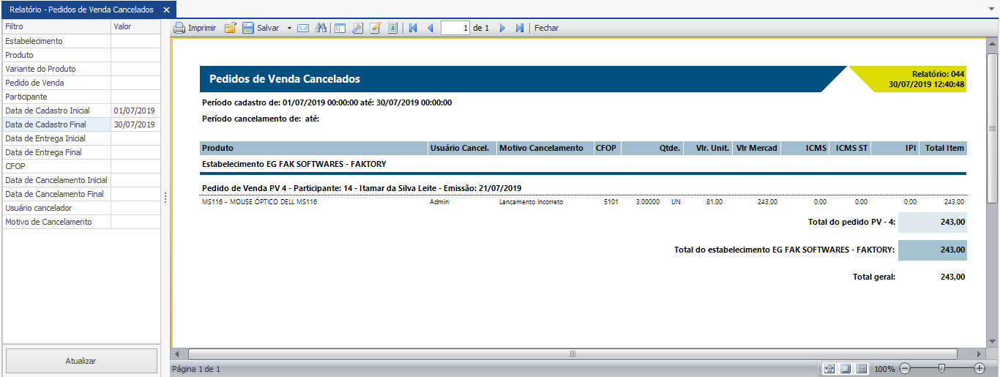 Relatório - Pedidos de Venda Cancelados
Filtro Valor
Estabelecimento
Produto
Variante do Produto
Pedido de Venda
Participante
Data de Cadastro Inicial 01/07/2019
Data de Cadastro Final 30/07/2019
Data de Entrega Inicial
Data de Entrega Final
CFOP
Data de Cancelamento Inicial
Data de Cancelamento Final
Usuário cancelador
Motivo de Cancelamento
Atualizar
Imprimir Salvar 1 de 1 Fechar
Pedidos de Venda Cancelados
Relatório: 044
30/07/2019 12:40:48
Período cadastro de: 01/07/2019 00:00:00 até: 30/07/2019 00:00:00
Período cancelamento de: até:
Produto Usuário Cancel. Motivo Cancelamento CFOP Qtde. Vlr. Unit. Vlr Mercad ICMS ICMS ST IPI Total Item
Estabelecimento EG FAK SOFTWARES - FAKTORY
Pedido de Venda PV 4 - Participante: 14 - Itamar da Silva Leite - Emissão: 21/07/2019
MS116 - MOUSE ÓPTICO DELL MS116 Admin Lancamento Incorreto 5101 3,00000 UN 81,00 243,00 0,00 0,00 0,00 243,00
Total do pedido PV - 4: 243,00
Total do estabelecimento EG FAK SOFTWARES - FAKTORY: 243,00
Total geral: 243,00
Página 1 de 1 100%